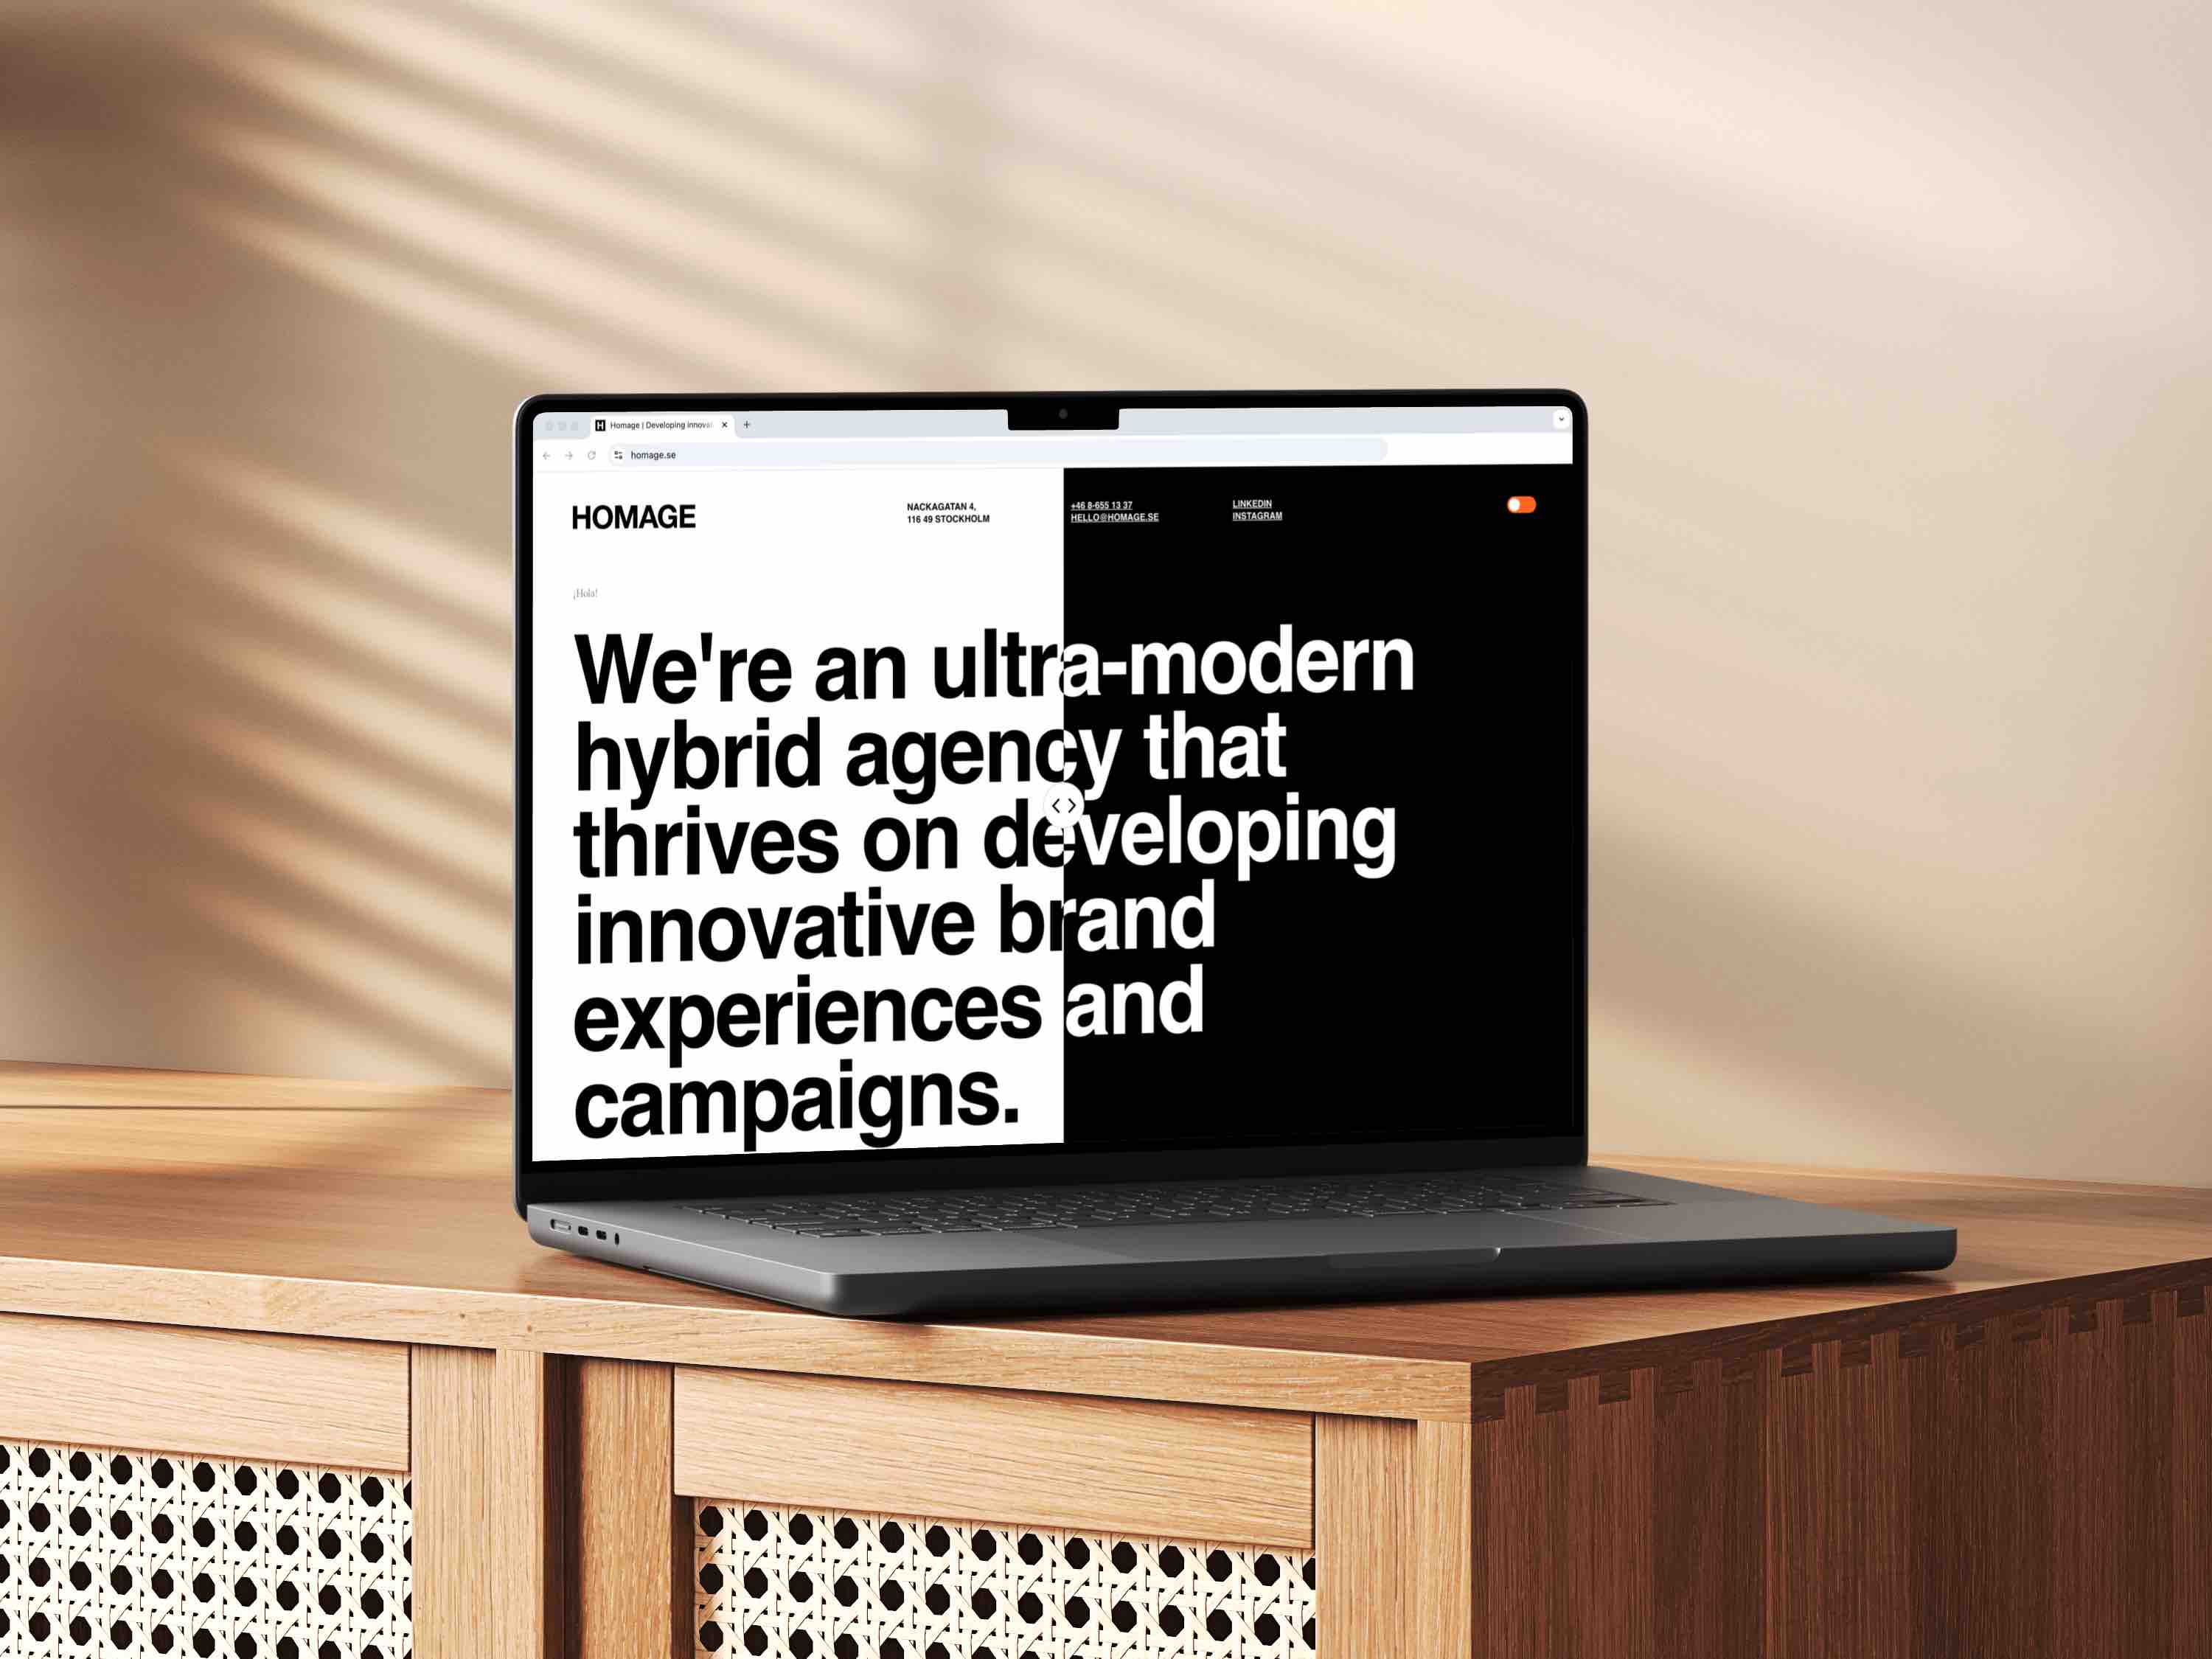 Homage | Developing innovat
homage.se
HOMAGE
NACKAGATAN 4,
116 49 STOCKHOLM
+46 8-655 13 37
HELLO@HOMAGE.SE
LINKEDIN
INSTAGRAM
¡Hola!
We're an ultra-modern
hybrid agency that
thrives on developing
innovative brand
experiences and
campaigns.